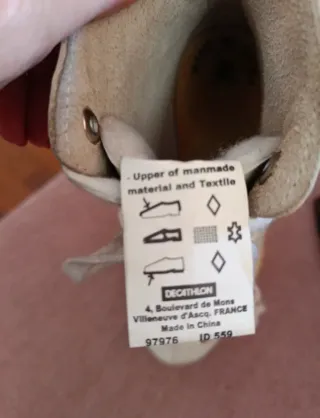 - Upper of manmade
material and Textile
DECATHLON
4, Boulevard de Mons
Villeneuve d'Ascq. FRANCE
Made in China
97976 ID 559